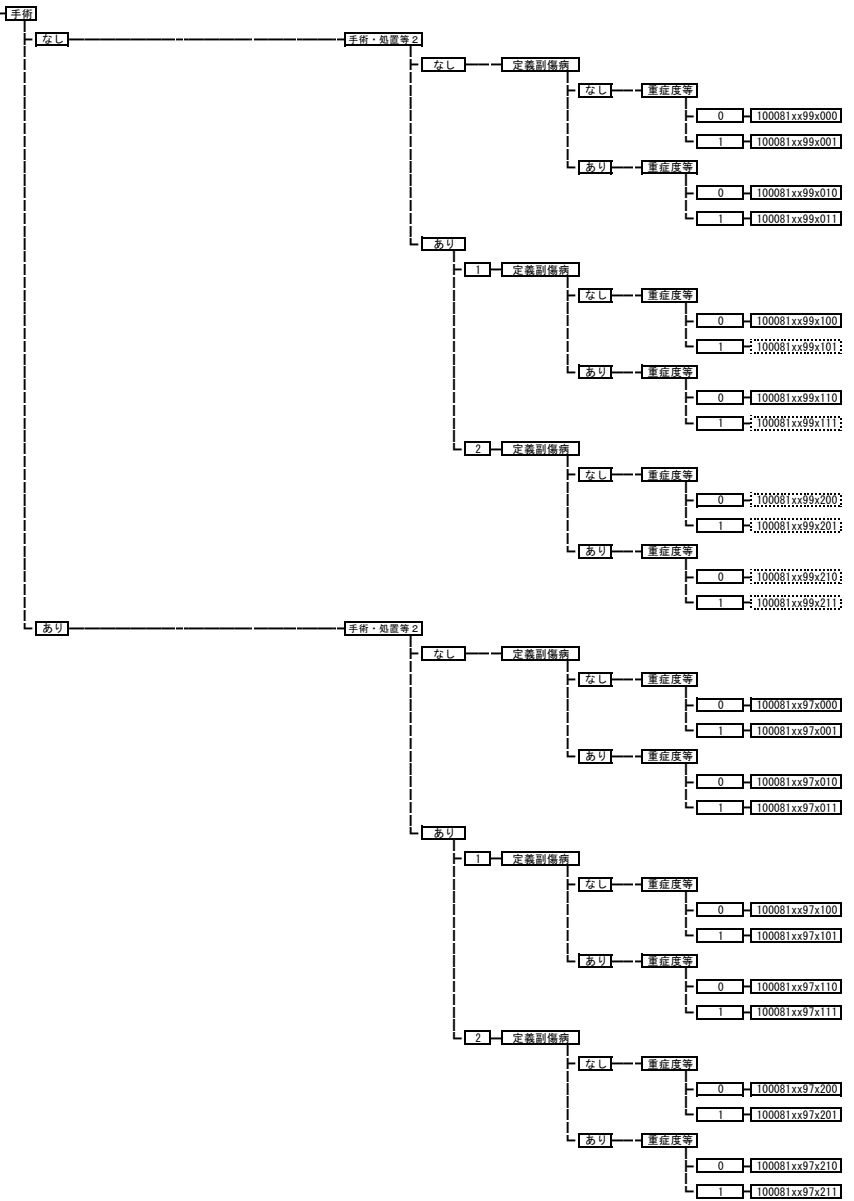 手術
なし 手術・処置等2
なし 定義副傷病
なし 重症度等
0 100081xx99x000
1 100081xx99x001
あり 重症度等
0 100081xx99x010
1 100081xx99x011
あり
1 定義副傷病
なし 重症度等
0 100081xx99x100
1 100081xx99x101
あり 重症度等
0 100081xx99x110
1 100081xx99x111
2 定義副傷病
なし 重症度等
0 100081xx99x200
1 100081xx99x201
あり 重症度等
0 100081xx99x210
1 100081xx99x211
あり 手術・処置等2
なし 定義副傷病
なし 重症度等
0 100081xx97x000
1 100081xx97x001
あり 重症度等
0 100081xx97x010
1 100081xx97x011
あり
1 定義副傷病
なし 重症度等
0 100081xx97x100
1 100081xx97x101
あり 重症度等
0 100081xx97x110
1 100081xx97x111
2 定義副傷病
なし 重症度等
0 100081xx97x200
1 100081xx97x201
あり 重症度等
0 100081xx97x210
1 100081xx97x211